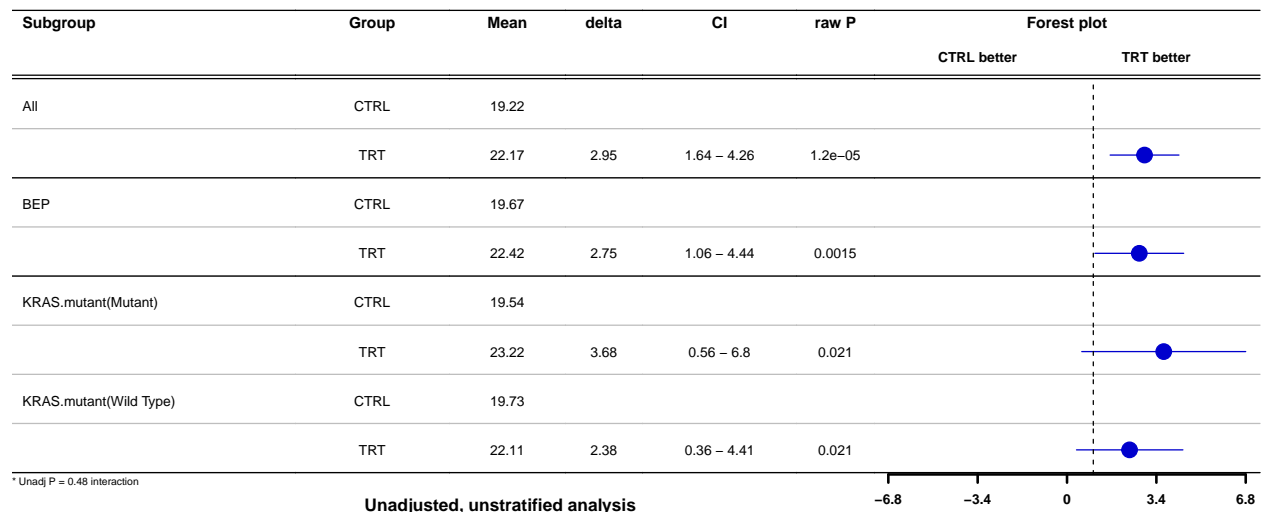 Subgroup Group Mean delta CI raw P Forest plot
CTRL better TRT better
All CTRL 19.22
TRT 22.17 2.95 1.64 – 4.26 1.2e−05
BEP CTRL 19.67
TRT 22.42 2.75 1.06 – 4.44 0.0015
KRAS.mutant(Mutant) CTRL 19.54
TRT 23.22 3.68 0.56 – 6.8 0.021
KRAS.mutant(Wild Type) CTRL 19.73
TRT 22.11 2.38 0.36 – 4.41 0.021
* Unadj P = 0.48 interaction
−6.8 −3.4 0 3.4 6.8
Unadjusted, unstratified analysis